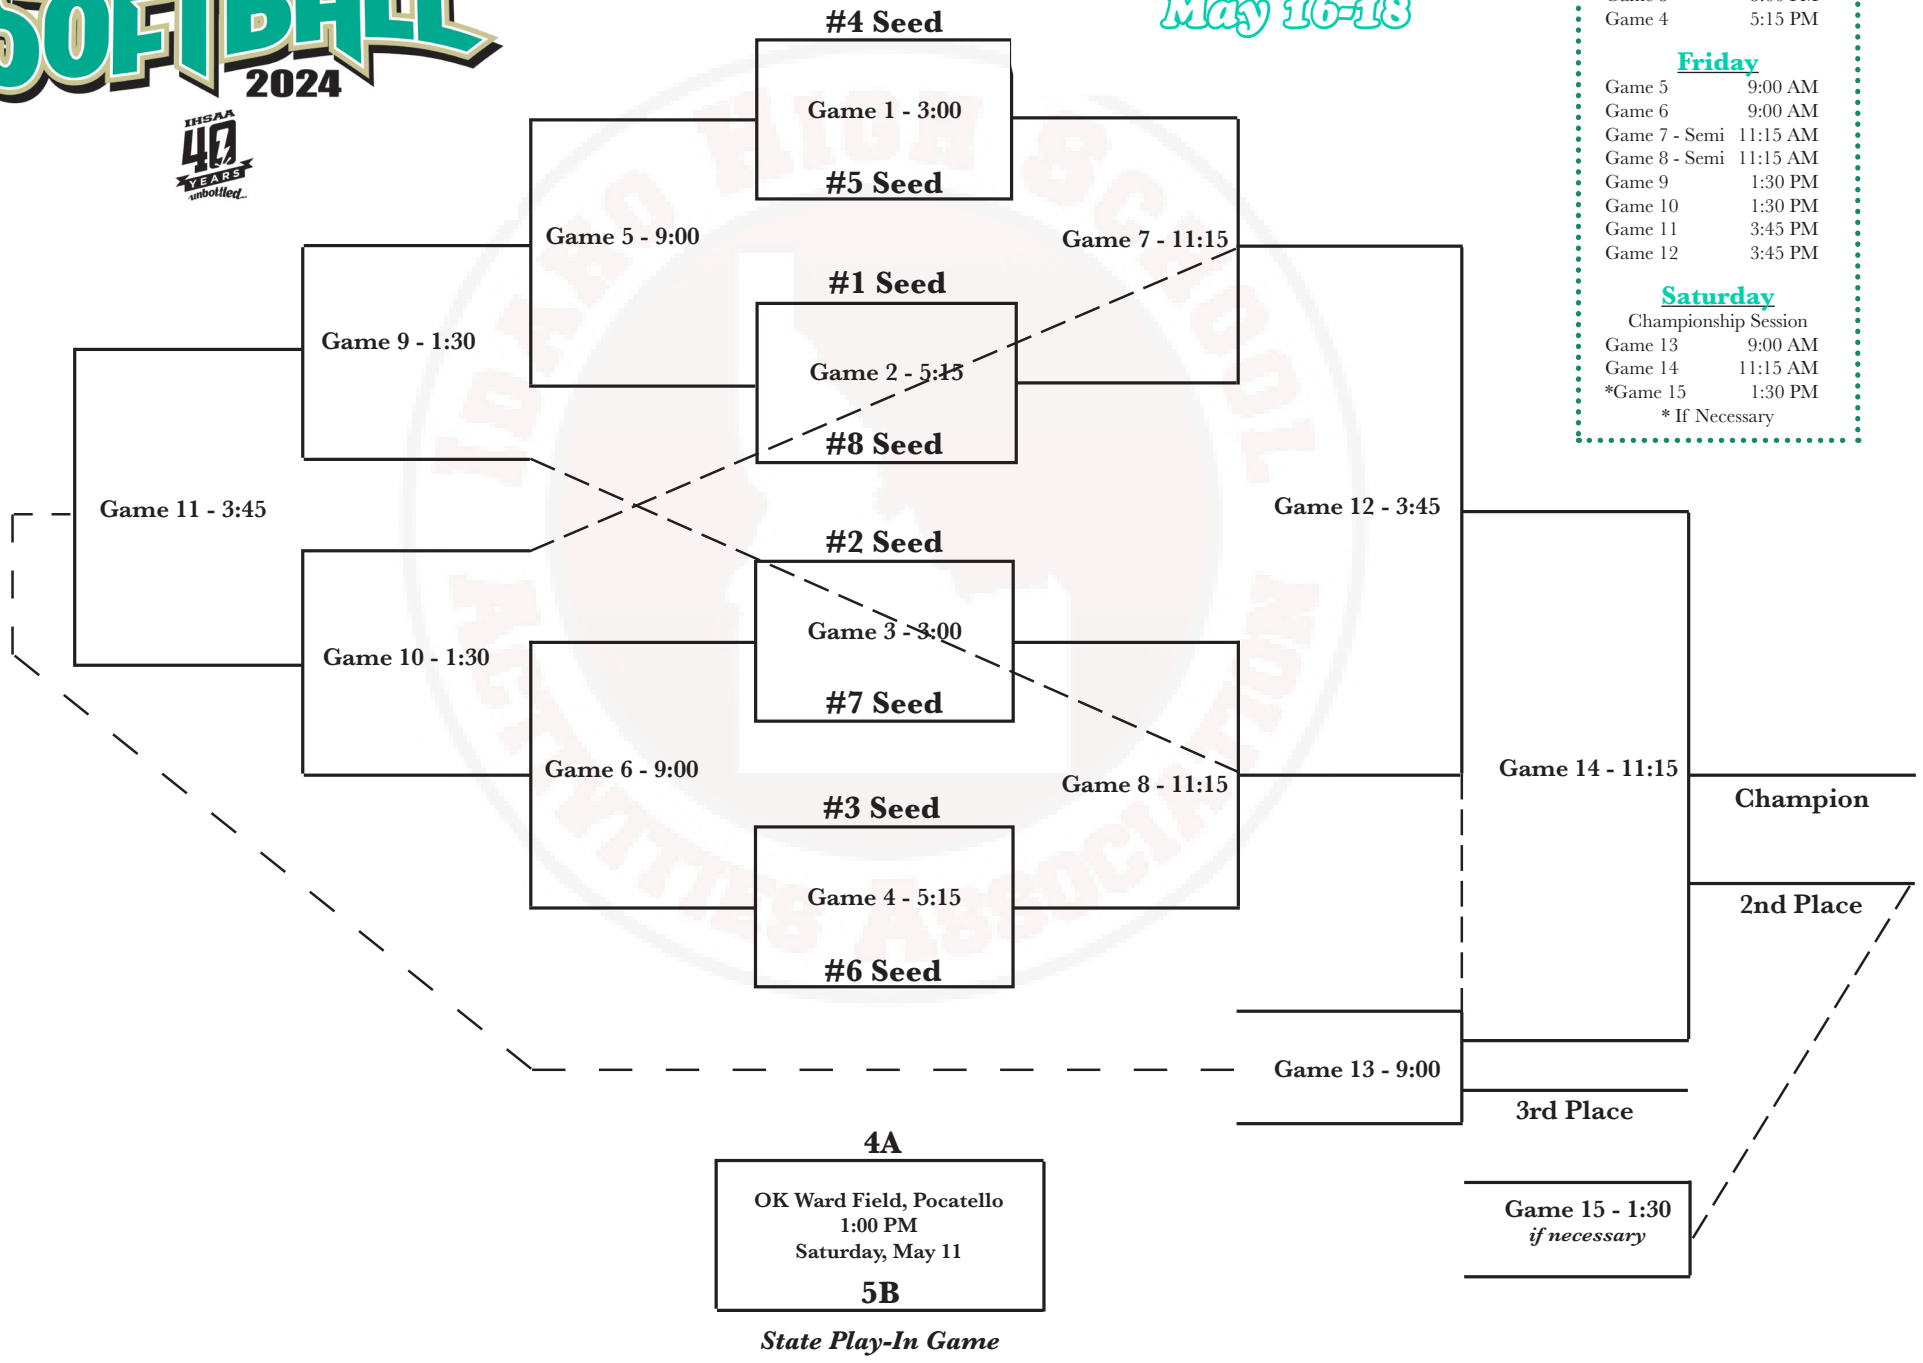 SOFTBALL
2024
IHSAA
40
YEARS
unbottled...
May 16-18
Game 4 5:15 PM
Friday
Game 5 9:00 AM
Game 6 9:00 AM
Game 7 - Semi 11:15 AM
Game 8 - Semi 11:15 AM
Game 9 1:30 PM
Game 10 1:30 PM
Game 11 3:45 PM
Game 12 3:45 PM
Saturday
Championship Session
Game 13 9:00 AM
Game 14 11:15 AM
*Game 15 1:30 PM
* If Necessary
IDAHO HIGH SCHOOL
ACTIVITIES ASSOCIATION
#4 Seed
Game 1 - 3:00
#5 Seed
Game 5 - 9:00
Game 7 - 11:15
#1 Seed
Game 9 - 1:30
Game 2 - 5:15
#8 Seed
Game 11 - 3:45
Game 12 - 3:45
#2 Seed
Game 3 - 3:00
Game 10 - 1:30
#7 Seed
Game 6 - 9:00
Game 8 - 11:15
Game 14 - 11:15
Champion
#3 Seed
Game 4 - 5:15
2nd Place
#6 Seed
Game 13 - 9:00
3rd Place
4A
OK Ward Field, Pocatello
1:00 PM
Saturday, May 11
5B
State Play-In Game
Game 15 - 1:30
if necessary